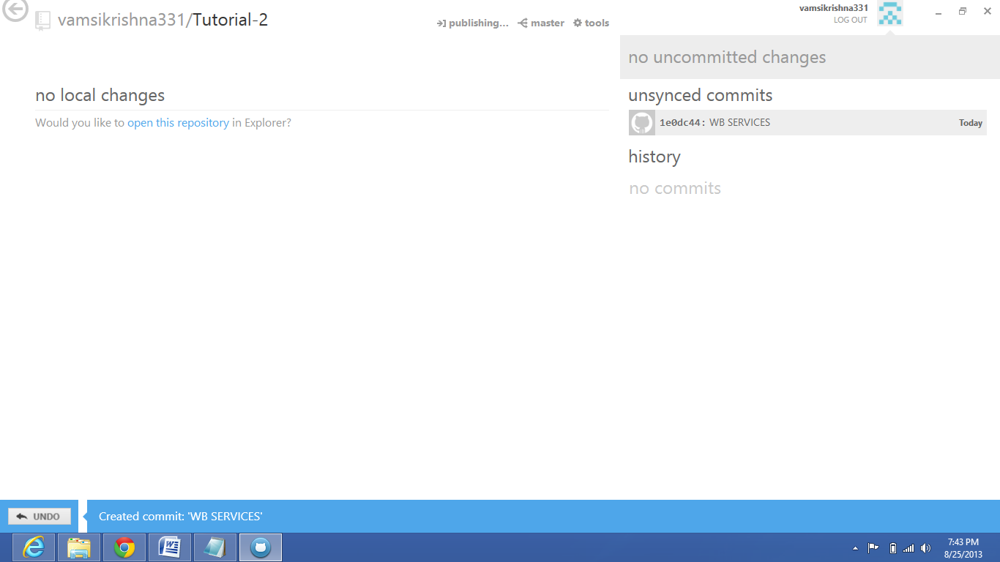 vamsikrishna331/Tutorial-2
publishing... master tools
vamsikrishna331
LOG OUT
no uncommitted changes
no local changes
Would you like to open this repository in Explorer?
unsynced commits
1e0dc44: WB SERVICES Today
history
no commits
UNDO
Created commit: 'WB SERVICES'
7:43 PM
8/25/2013